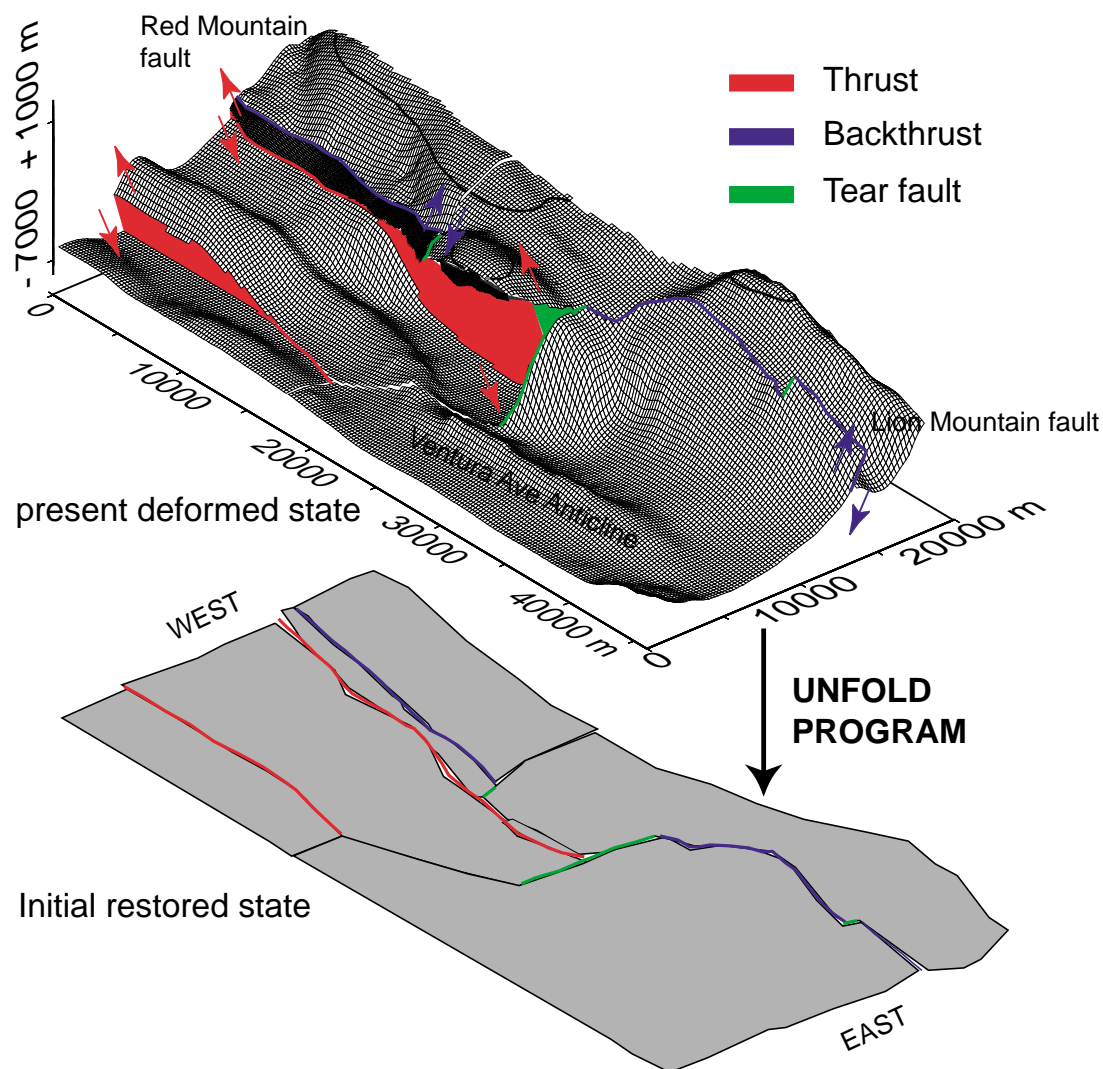 Red Mountain
fault
Thrust
Backthrust
Tear fault
- 7000 + 1000 m
0
10000
20000
30000
40000 m
0
10000
20000 m
Lion Mountain fault
Ventura Ave Anticline
present deformed state
WEST
UNFOLD
PROGRAM
Initial restored state
EAST